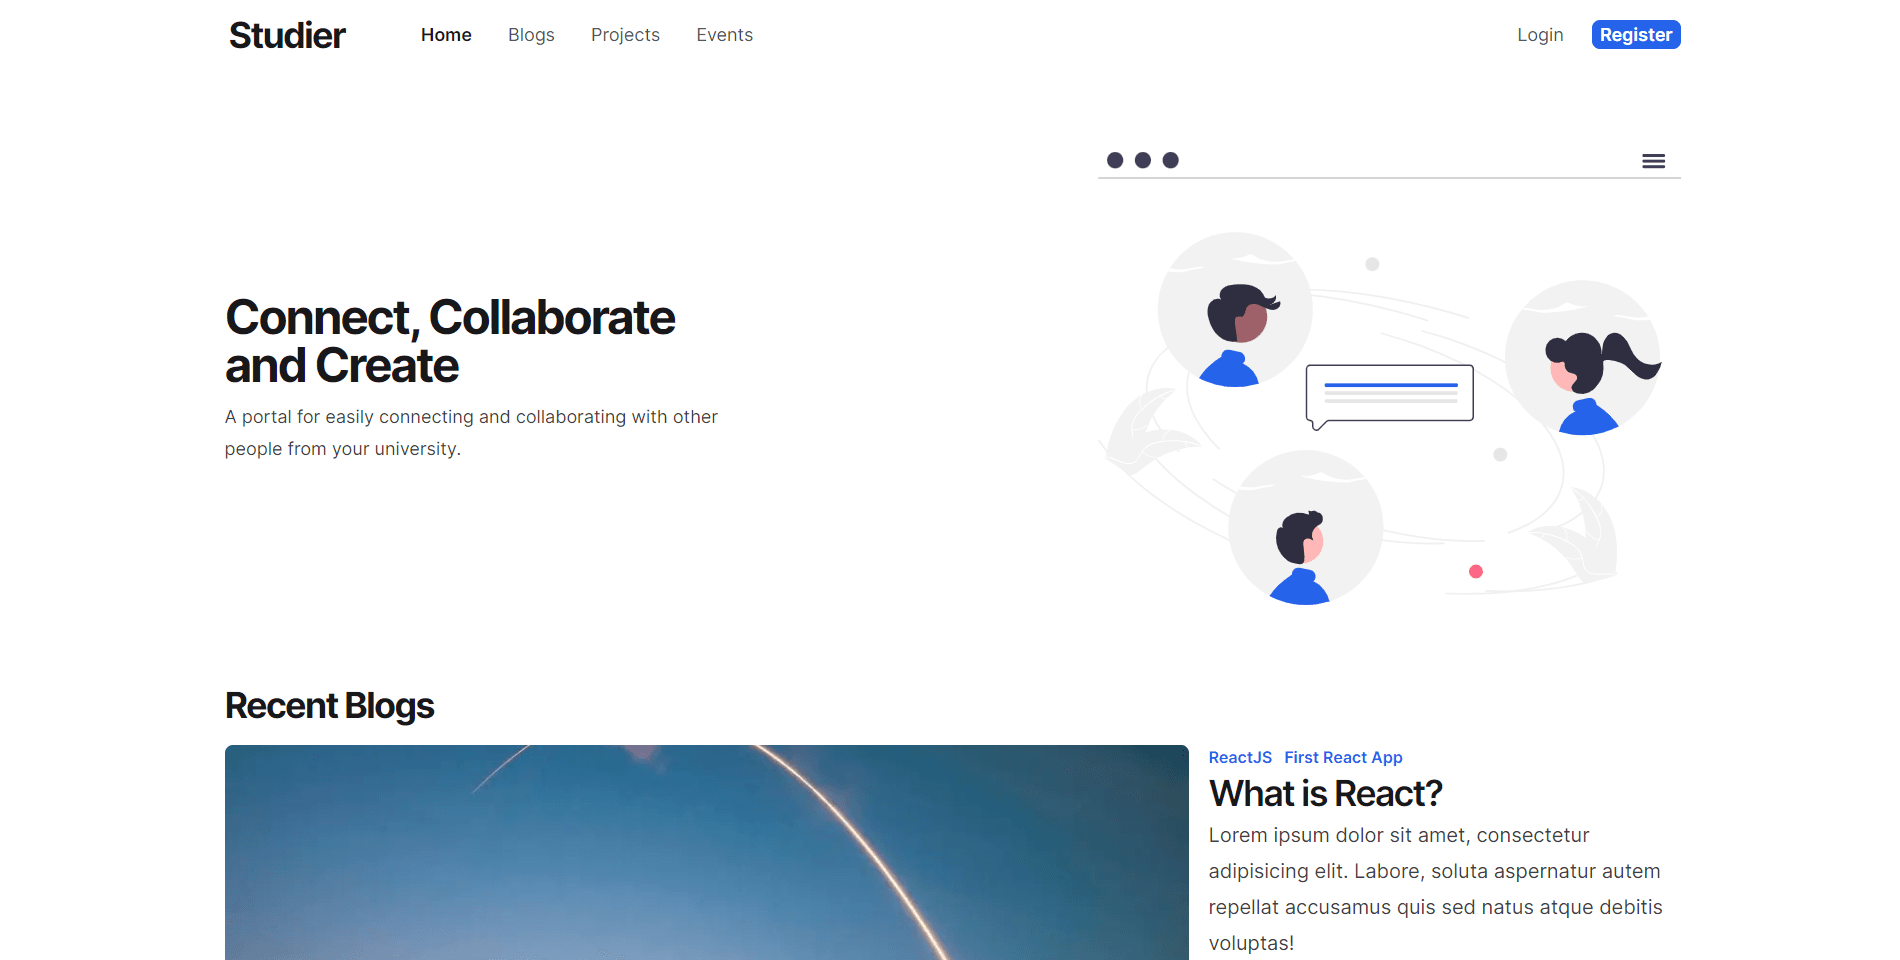 Studier
Home
Blogs
Projects
Events
Login
Register
Connect, Collaborate
and Create
A portal for easily connecting and collaborating with other
people from your university.
Recent Blogs
ReactJS First React App
What is React?
Lorem ipsum dolor sit amet, consectetur
adipisicing elit. Labore, soluta aspernatur autem
repellat accusamus quis sed natus atque debitis
voluptas!